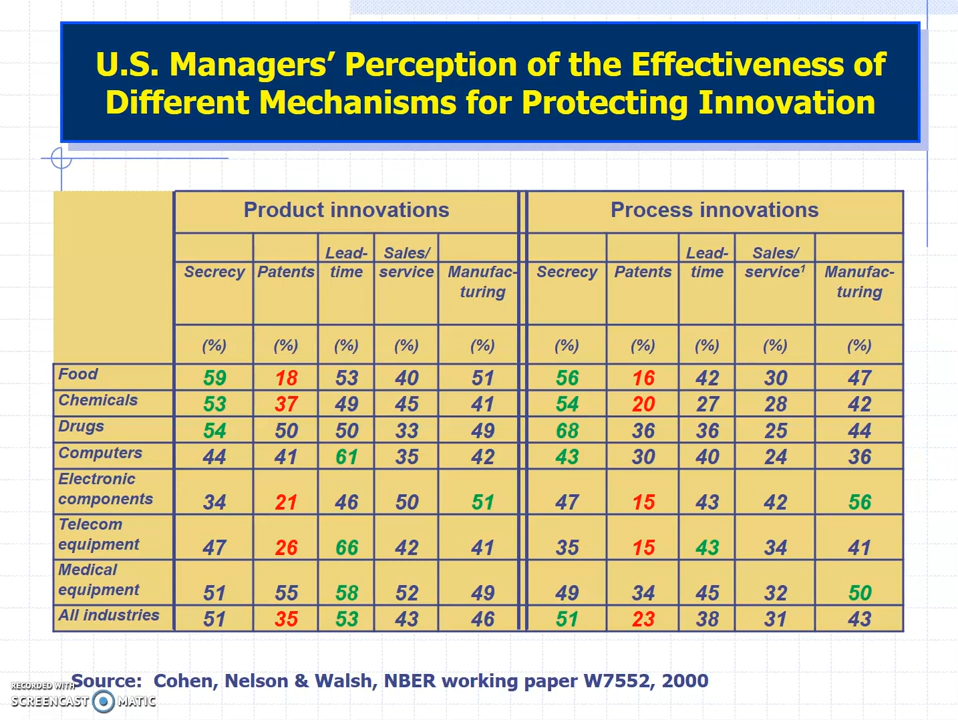 U.S. Managers’ Perception of the Effectiveness of
Different Mechanisms for Protecting Innovation
Product innovations Process innovations
Secrecy Patents Lead-time Sales/service Manufac-turing Secrecy Patents Lead-time Sales/service¹ Manufac-turing
(%) (%) (%) (%) (%) (%) (%) (%) (%) (%)
Food 59 18 53 40 51 56 16 42 30 47
Chemicals 53 37 49 45 41 54 20 27 28 42
Drugs 54 50 50 33 49 68 36 36 25 44
Computers 44 41 61 35 42 43 30 40 24 36
Electronic
components 34 21 46 50 51 47 15 43 42 56
Telecom
equipment 47 26 66 42 41 35 15 43 34 41
Medical
equipment 51 55 58 52 49 49 34 45 32 50
All industries 51 35 53 43 46 51 23 38 31 43
Source: Cohen, Nelson & Walsh, NBER working paper W7552, 2000
RECORDED WITH
SCREENCAST MATIC